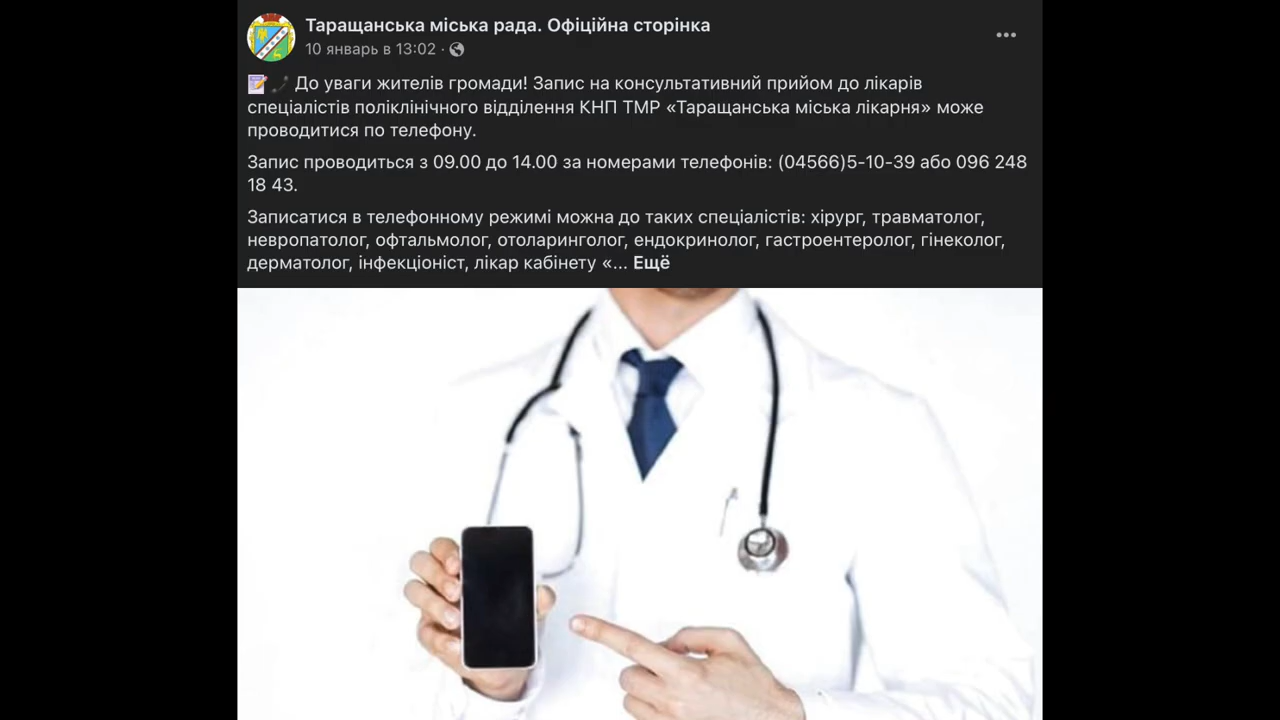 Таращанська міська рада. Офіційна сторінка
10 январь в 13:02 ·
До уваги жителів громади! Запис на консультативний прийом до лікарів
спеціалістів поліклінічного відділення КНП ТМР «Таращанська міська лікарня» може
проводитися по телефону.
Запис проводиться з 09.00 до 14.00 за номерами телефонів: (04566)5-10-39 або 096 248
18 43.
Записатися в телефонному режимі можна до таких спеціалістів: хірург, травматолог,
невропатолог, офтальмолог, отоларинголог, ендокринолог, гастроентеролог, гінеколог,
дерматолог, інфекціоніст, лікар кабінету «... Ещё